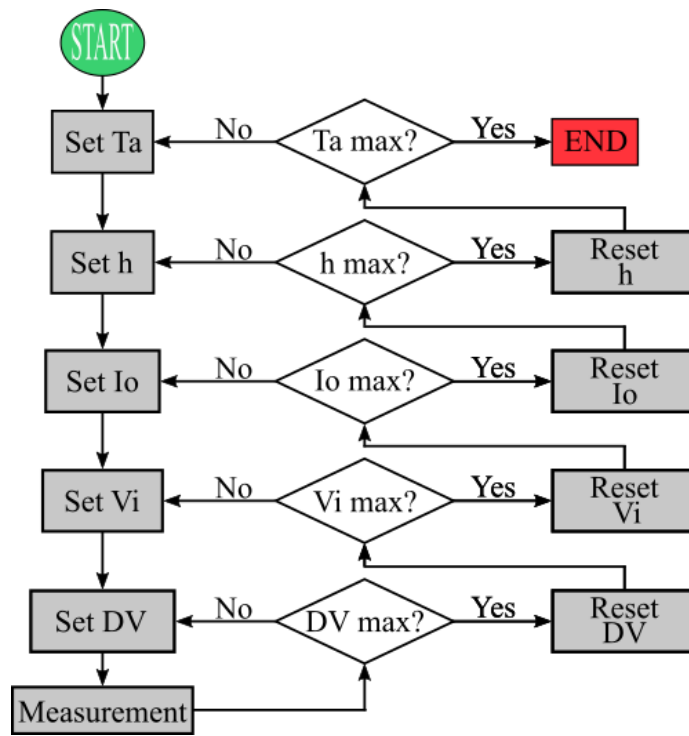 START
Set Ta
No
Ta max?
Yes
END
Set h
No
h max?
Yes
Reset
h
Set Io
No
Io max?
Yes
Reset
Io
Set Vi
No
Vi max?
Yes
Reset
Vi
Set DV
No
DV max?
Yes
Reset
DV
Measurement